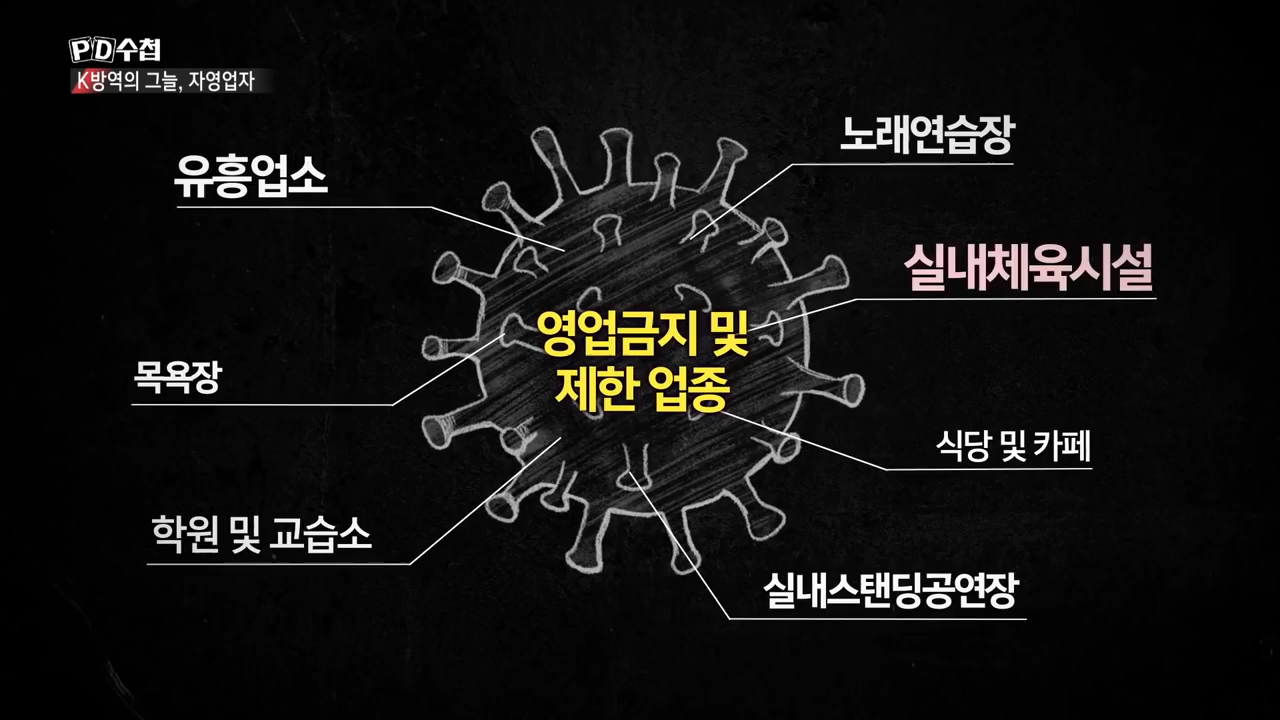 PD수첩
K방역의 그늘, 자영업자
노래연습장
유흥업소
실내체육시설
영업금지 및
제한 업종
목욕장
식당 및 카페
학원 및 교습소
실내스탠딩공연장